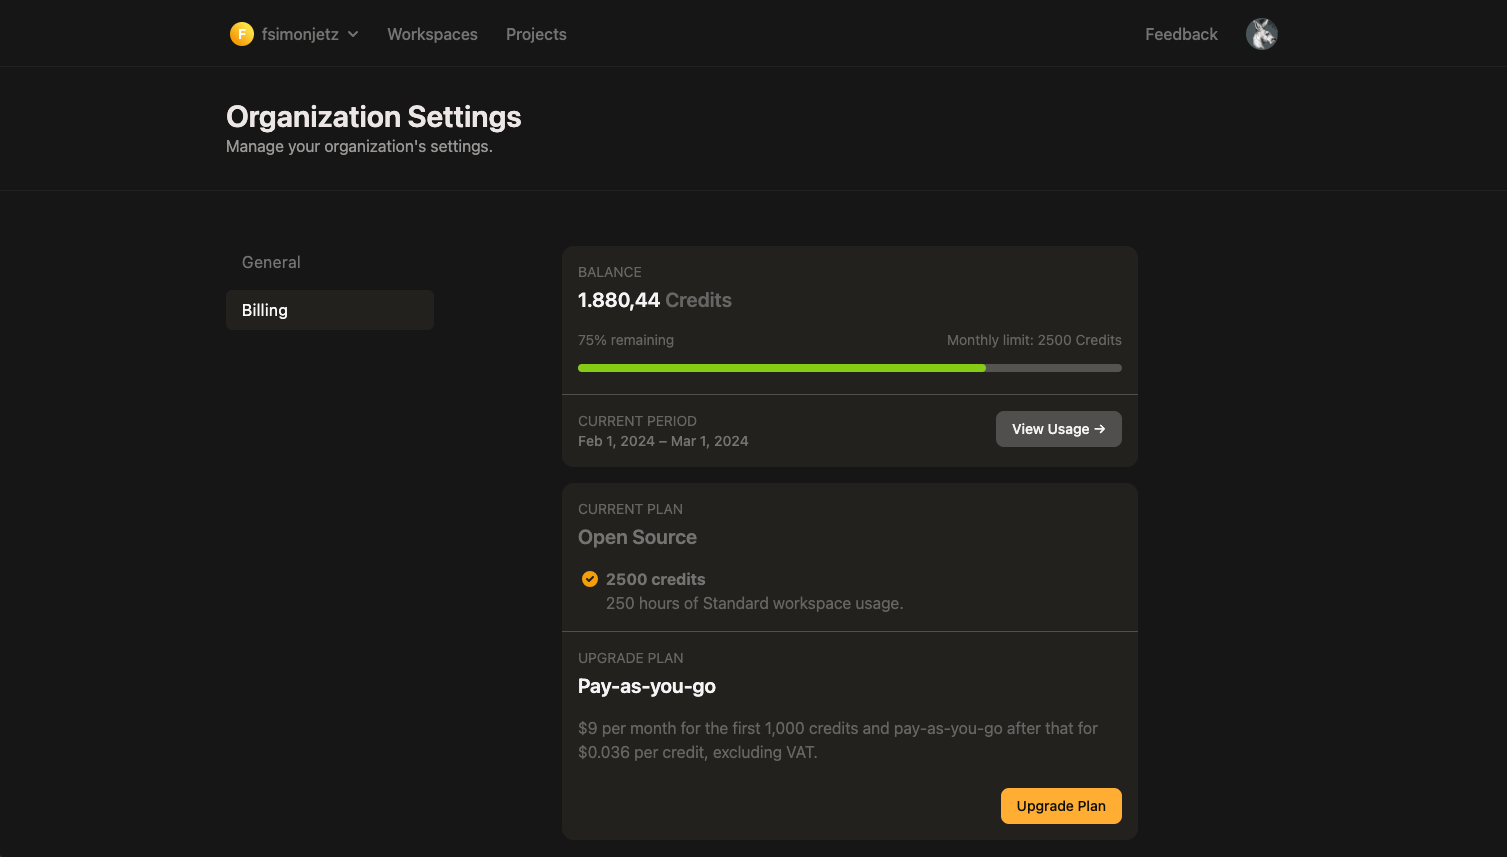 F fsimonjetz Workspaces Projects Feedback
Organization Settings
Manage your organization's settings.
General
Billing
BALANCE
1.880,44 Credits
75% remaining Monthly limit: 2500 Credits
CURRENT PERIOD
Feb 1, 2024 – Mar 1, 2024
View Usage →
CURRENT PLAN
Open Source
2500 credits
250 hours of Standard workspace usage.
UPGRADE PLAN
Pay-as-you-go
$9 per month for the first 1,000 credits and pay-as-you-go after that for
$0.036 per credit, excluding VAT.
Upgrade Plan